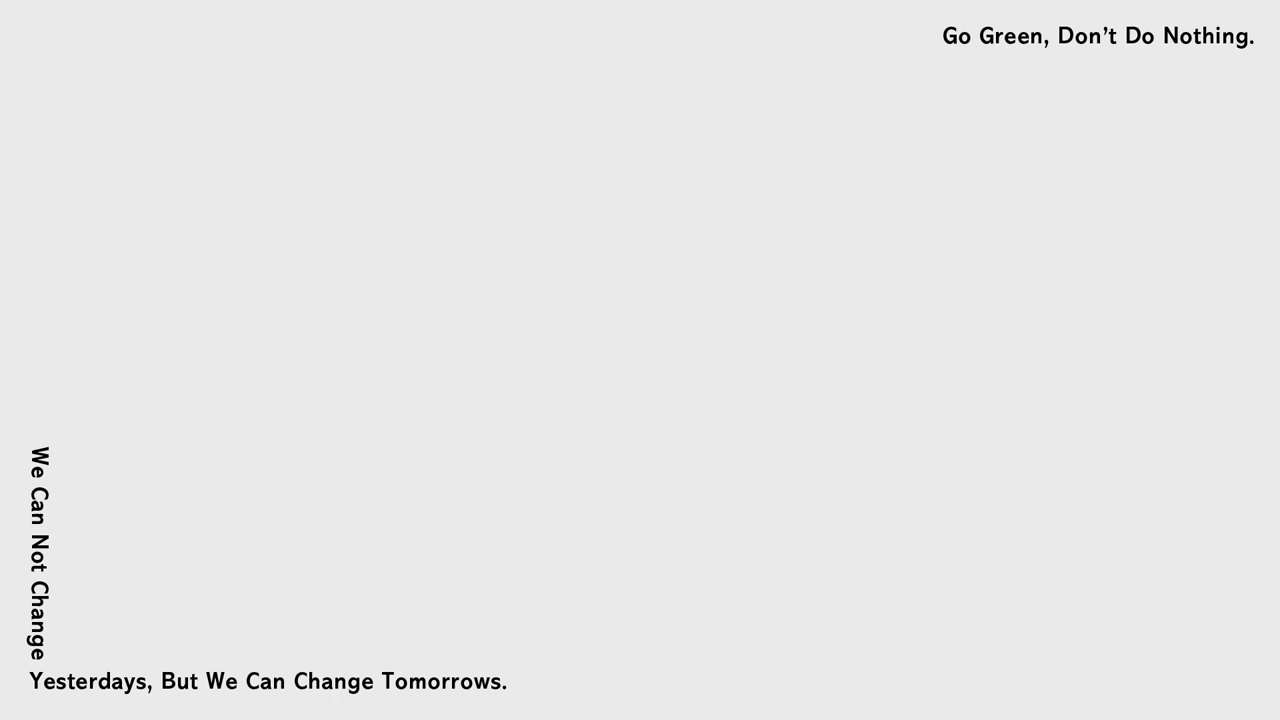 Go Green, Don’t Do Nothing.
We Can Not Change
Yesterdays, But We Can Change Tomorrows.